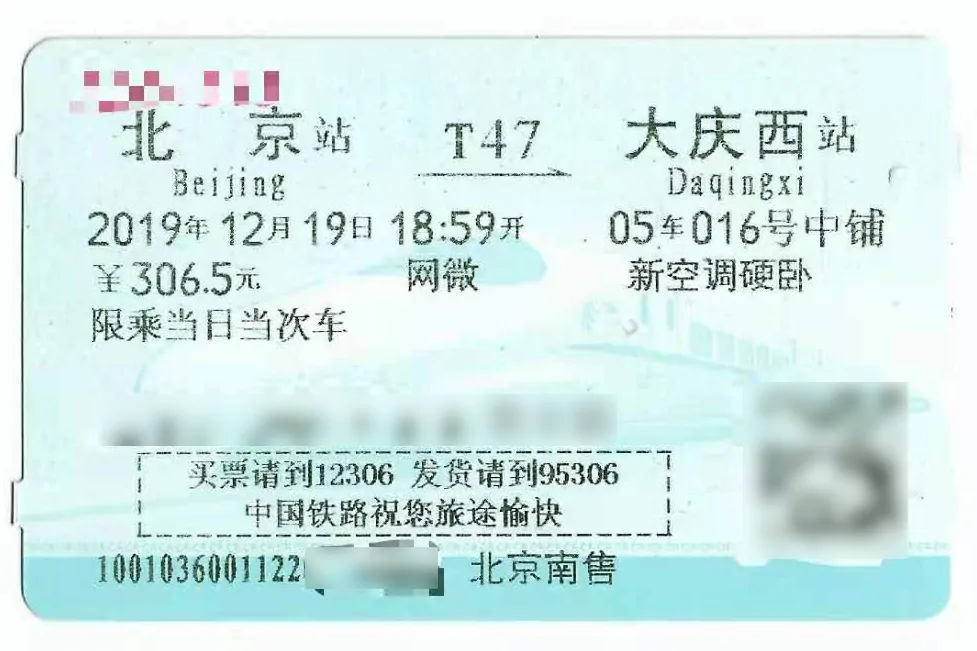 北京站 T47 大庆西站
Beijing Daqingxi
2019年12月19日 18:59开 05车016号中铺
￥306.5元 网微 新空调硬卧
限乘当日当次车
买票请到12306 发货请到95306
中国铁路祝您旅途愉快
10010360011220 北京南售